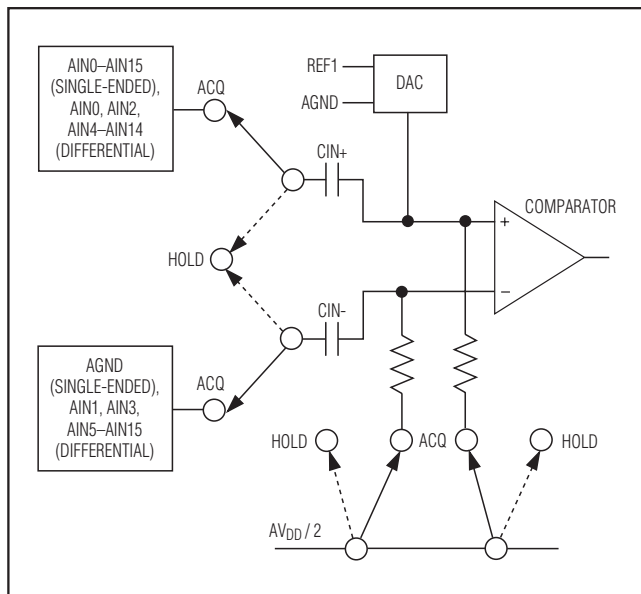 AIN0–AIN15
(SINGLE-ENDED),
AIN0, AIN2,
AIN4–AIN14
(DIFFERENTIAL)
ACQ
REF1
AGND
DAC
CIN+
COMPARATOR
+
HOLD
−
CIN-
AGND
(SINGLE-ENDED),
AIN1, AIN3,
AIN5–AIN15
(DIFFERENTIAL)
ACQ
HOLD
ACQ
HOLD
AVDD / 2